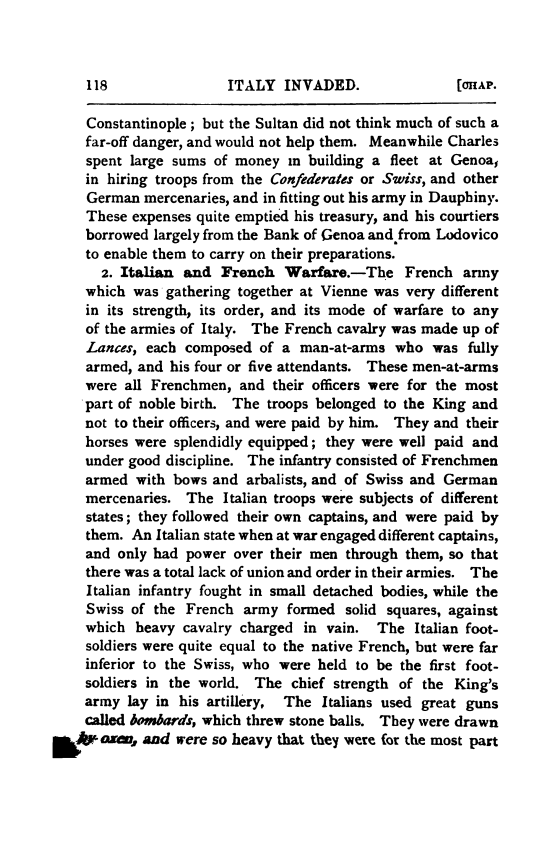 118 ITALY INVADED. [CHAP.
Constantinople ; but the Sultan did not think much of such a
far-off danger, and would not help them. Meanwhile Charles
spent large sums of money in building a fleet at Genoa,
in hiring troops from the Confederates or Swiss, and other
German mercenaries, and in fitting out his army in Dauphiny.
These expenses quite emptied his treasury, and his courtiers
borrowed largely from the Bank of Genoa and from Lodovico
to enable them to carry on their preparations.
2. Italian and French Warfare.—The French army
which was gathering together at Vienne was very different
in its strength, its order, and its mode of warfare to any
of the armies of Italy. The French cavalry was made up of
Lances, each composed of a man-at-arms who was fully
armed, and his four or five attendants. These men-at-arms
were all Frenchmen, and their officers were for the most
part of noble birth. The troops belonged to the King and
not to their officers, and were paid by him. They and their
horses were splendidly equipped ; they were well paid and
under good discipline. The infantry consisted of Frenchmen
armed with bows and arbalists, and of Swiss and German
mercenaries. The Italian troops were subjects of different
states ; they followed their own captains, and were paid by
them. An Italian state when at war engaged different captains,
and only had power over their men through them, so that
there was a total lack of union and order in their armies. The
Italian infantry fought in small detached bodies, while the
Swiss of the French army formed solid squares, against
which heavy cavalry charged in vain. The Italian foot-
soldiers were quite equal to the native French, but were far
inferior to the Swiss, who were held to be the first foot-
soldiers in the world. The chief strength of the King's
army lay in his artillery. The Italians used great guns
called bombards, which threw stone balls. They were drawn
by oxen, and were so heavy that they were for the most part